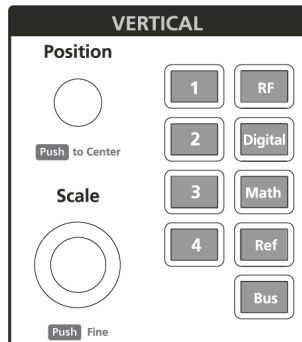 VERTICAL
Position
1 RF
Push to Center
2 Digital
Scale
3 Math
4 Ref
Bus
Push Fine